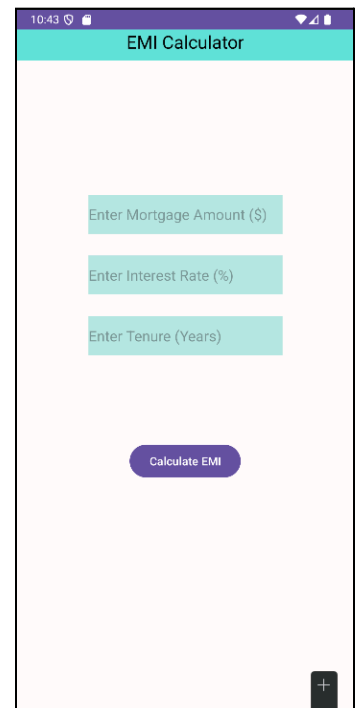 10:43
EMI Calculator
Enter Mortgage Amount ($)
Enter Interest Rate (%)
Enter Tenure (Years)
Calculate EMI
+